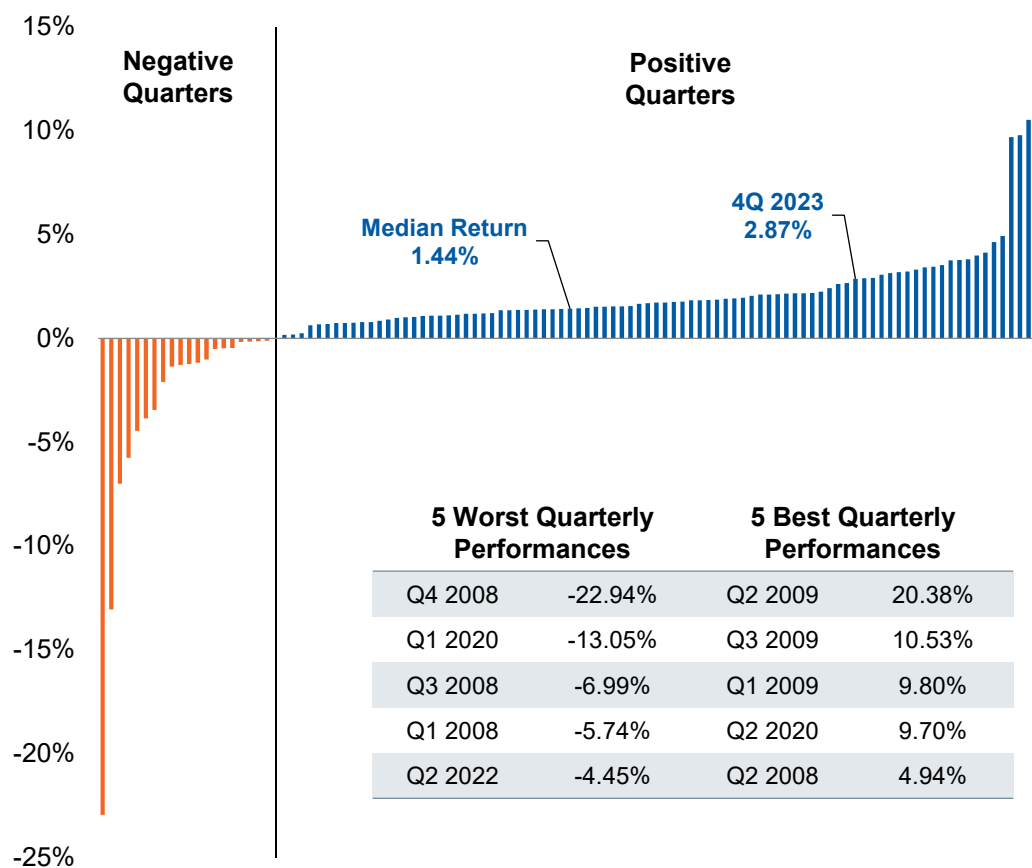 15%
Negative
Quarters
Positive
Quarters
10%
4Q 2023
2.87%
Median Return
1.44%
5%
0%
-5%
-10%
-15%
-20%
-25%
5 Worst Quarterly
Performances
5 Best Quarterly
Performances
Q4 2008 -22.94% Q2 2009 20.38%
Q1 2020 -13.05% Q3 2009 10.53%
Q3 2008 -6.99% Q1 2009 9.80%
Q1 2008 -5.74% Q2 2020 9.70%
Q2 2022 -4.45% Q2 2008 4.94%